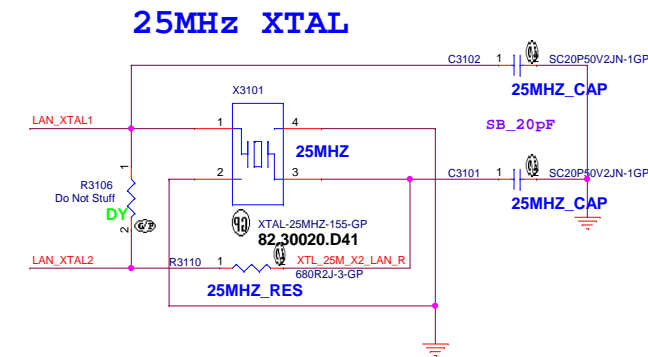 25MHz XTAL
C3102 1 2 SC20P50V2JN-1GP
25MHZ_CAP
X3101
LAN_XTAL1
1 4
SB_20pF
25MHZ
2 3
C3101 1 2 SC20P50V2JN-1GP
25MHZ_CAP
1
R3106
Do Not Stuff
DY
2
XTAL-25MHZ-155-GP
82.30020.D41
LAN_XTAL2
R3110 1 2 XTL_25M_X2_LAN_R
680R2J-3-GP
25MHZ_RES